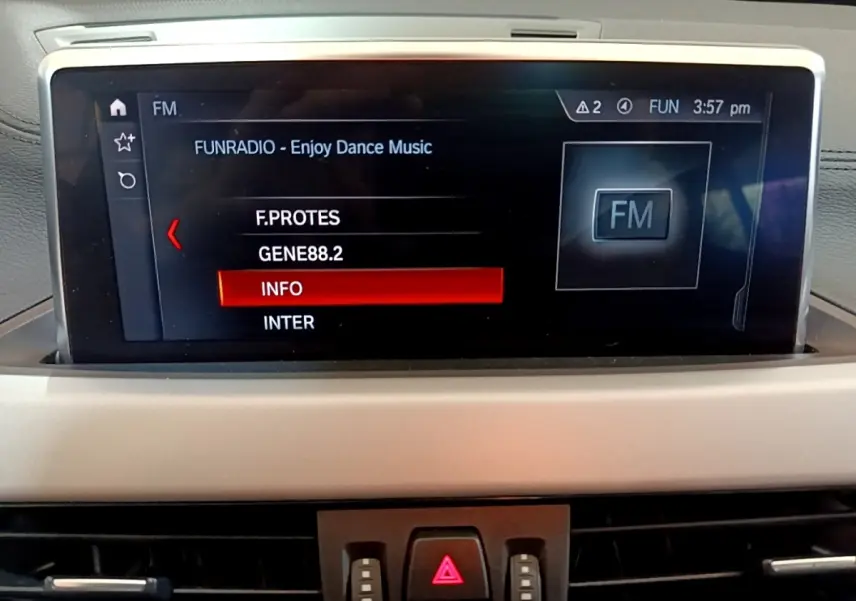 FM
2 FUN 3:57 pm
FUNRADIO - Enjoy Dance Music
F.PROTES
GENE88.2
INFO
INTER
FM